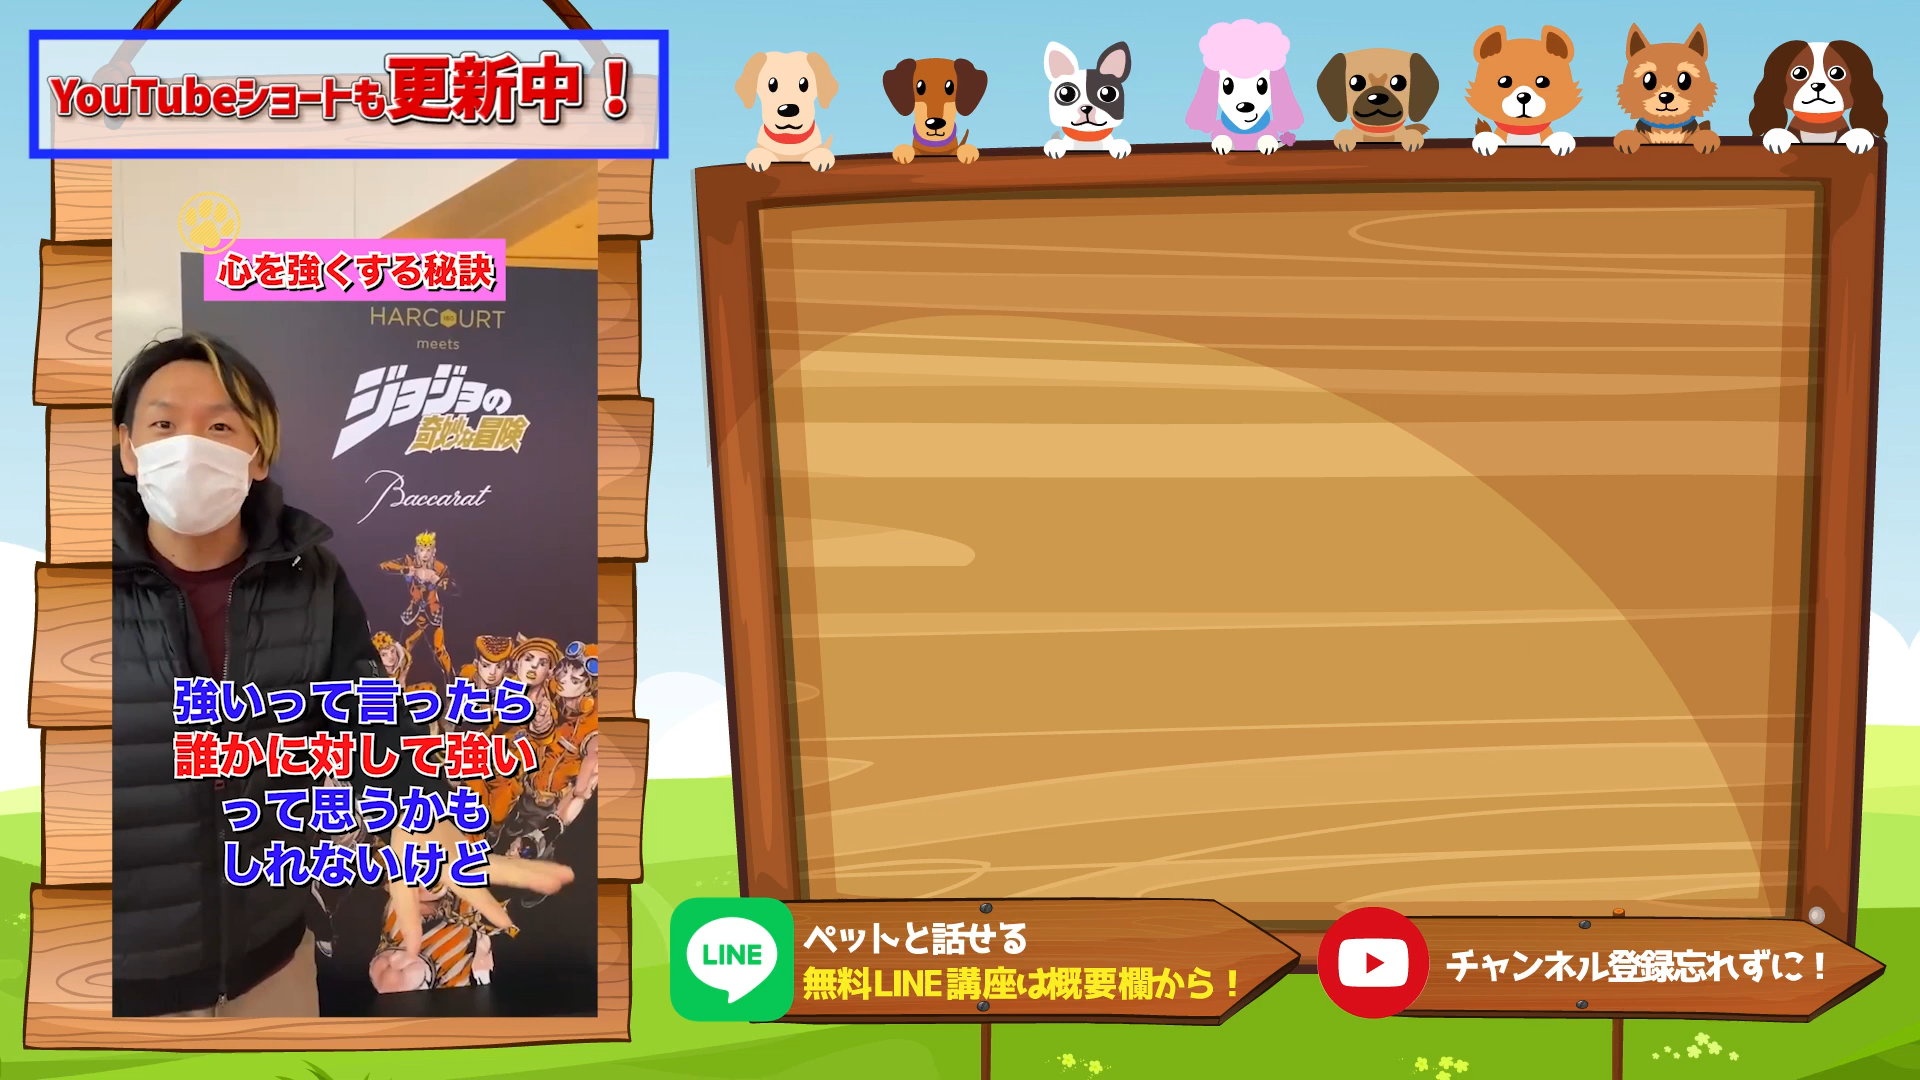 YouTubeショートも更新中！
心を強くする秘訣
HARCOURT
meets
ジョジョの
奇妙な冒険
Baccarat
強いって言ったら
誰かに対して強い
って思うかも
しれないけど
LINE
ペットと話せる
無料LINE講座は概要欄から！
チャンネル登録忘れずに！